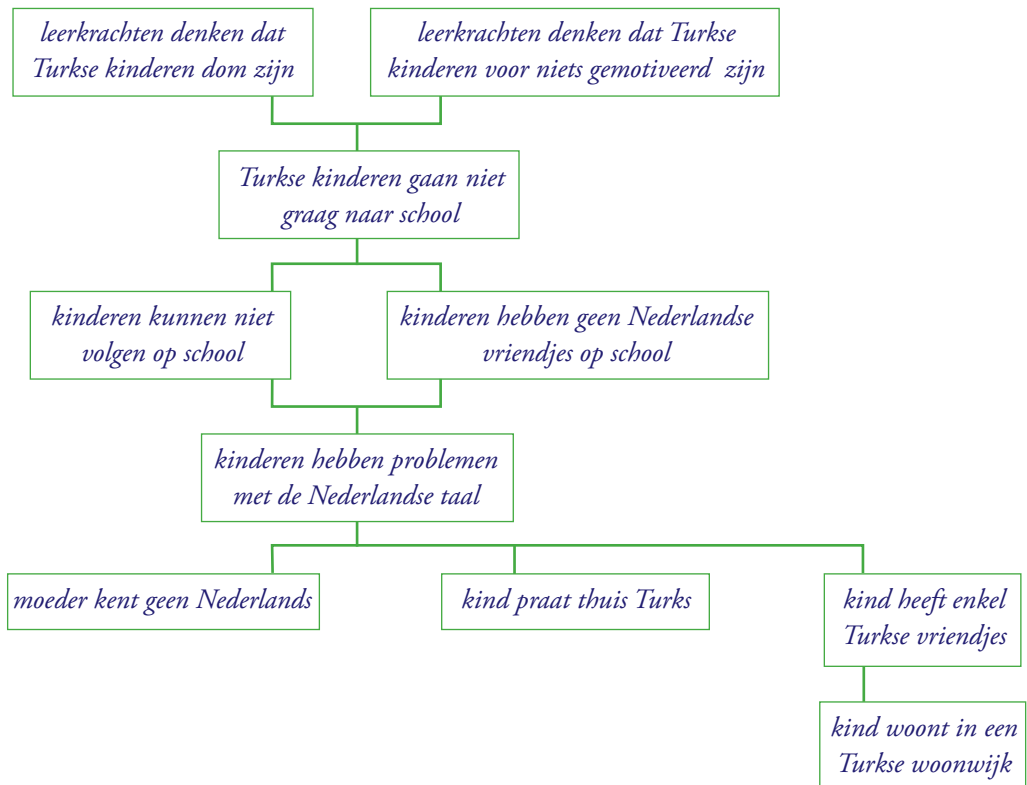 leerkrachten denken dat
Turkse kinderen dom zijn
leerkrachten denken dat Turkse
kinderen voor niets gemotiveerd zijn
Turkse kinderen gaan niet
graag naar school
kinderen kunnen niet
volgen op school
kinderen hebben geen Nederlandse
vriendjes op school
kinderen hebben problemen
met de Nederlandse taal
moeder kent geen Nederlands
kind praat thuis Turks
kind heeft enkel
Turkse vriendjes
kind woont in een
Turkse woonwijk